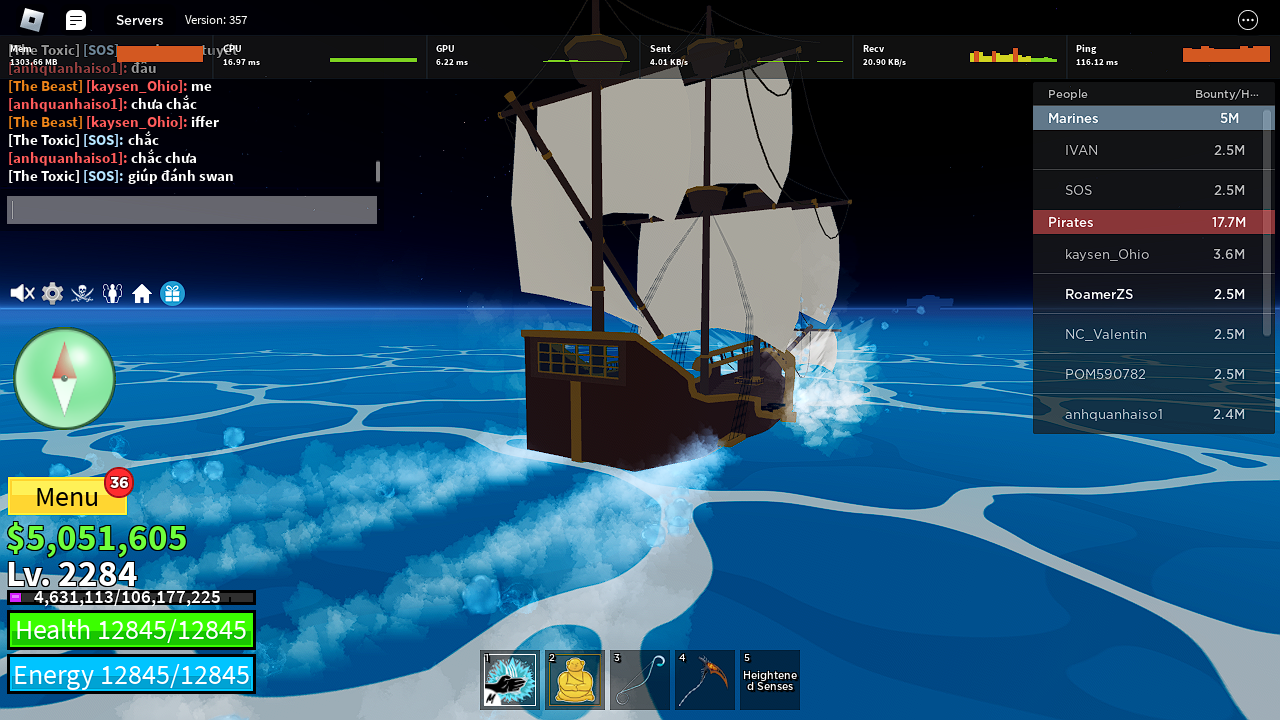 Servers
Version: 357
Mem
1303.66 MB
CPU
16.97 ms
GPU
6.22 ms
Sent
4.01 KB/s
Recv
20.90 KB/s
Ping
116.12 ms
[The Toxic] [SOS]: tuyệt
[anhquanhaiso1]: đâu
[The Beast] [kaysen_Ohio]: me
[anhquanhaiso1]: chưa chắc
[The Beast] [kaysen_Ohio]: iffer
[The Toxic] [SOS]: chắc
[anhquanhaiso1]: chắc chưa
[The Toxic] [SOS]: giúp đánh swan
People Bounty/H···
Marines 5M
IVAN 2.5M
SOS 2.5M
Pirates 17.7M
kaysen_Ohio 3.6M
RoamerZS 2.5M
NC_Valentin 2.5M
POM590782 2.5M
anhquanhaiso1 2.4M
Menu 36
$5,051,605
Lv. 2284
4,631,113/106,177,225
Health 12845/12845
Energy 12845/12845
1
M
2
3
4
5
Heightene
d Senses